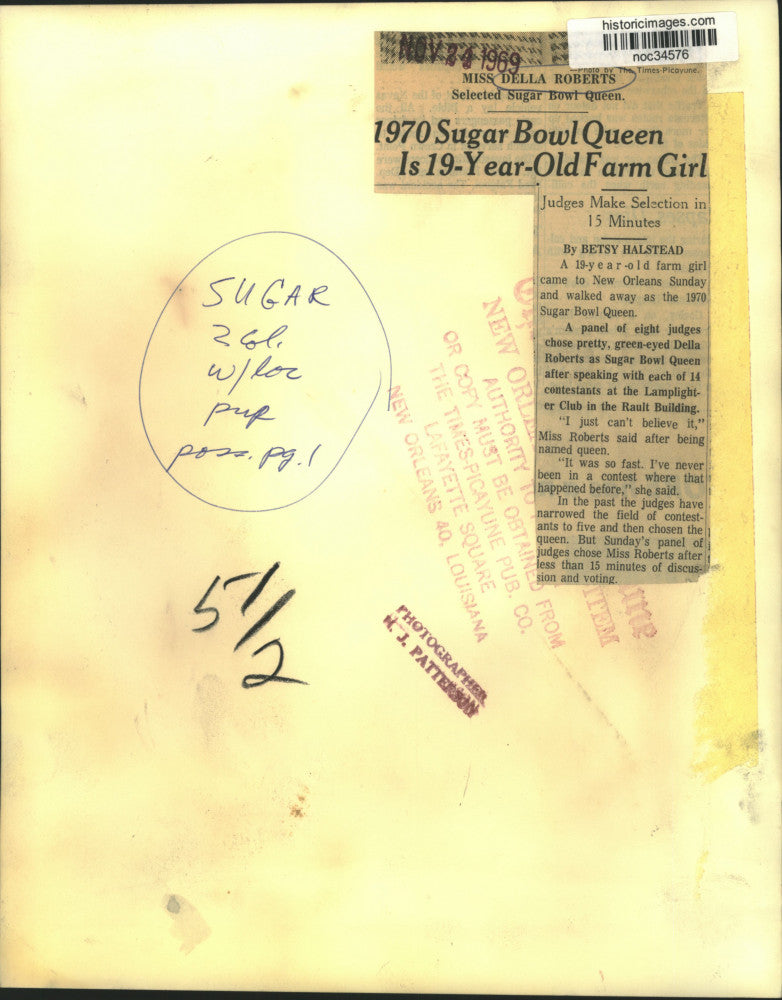 historicimages.com
noc34576
NOV 24 1969
—Photo by The Times-Picayune.
MISS DELLA ROBERTS
Selected Sugar Bowl Queen.
1970 Sugar Bowl Queen
Is 19-Year-Old Farm Girl
Judges Make Selection in
15 Minutes
By BETSY HALSTEAD
A 19-year-old farm girl
came to New Orleans Sunday
and walked away as the 1970
Sugar Bowl Queen.
A panel of eight judges
chose pretty, green-eyed Della
Roberts as Sugar Bowl Queen
after speaking with each of 14
contestants at the Lamplight-
er Club in the Rault Building.
"I just can't believe it,"
Miss Roberts said after being
named queen.
"It was so fast. I've never
been in a contest where that
happened before," she said.
In the past the judges have
narrowed the field of contest-
ants to five and then chosen the
queen. But Sunday's panel of
judges chose Miss Roberts after
less than 15 minutes of discus-
sion and voting.
SUGAR
2 col.
w/loc
pup
poss. pg. 1
5 1/2
NEW ORLE
ITEM
AUTHORITY TO
OR COPY MUST BE OBTAINED FROM
THE TIMES-PICAYUNE PUB. CO.
LAFAYETTE SQUARE
NEW ORLEANS 40, LOUISIANA
PHOTOGRAPHER
M. J. PATTERSON